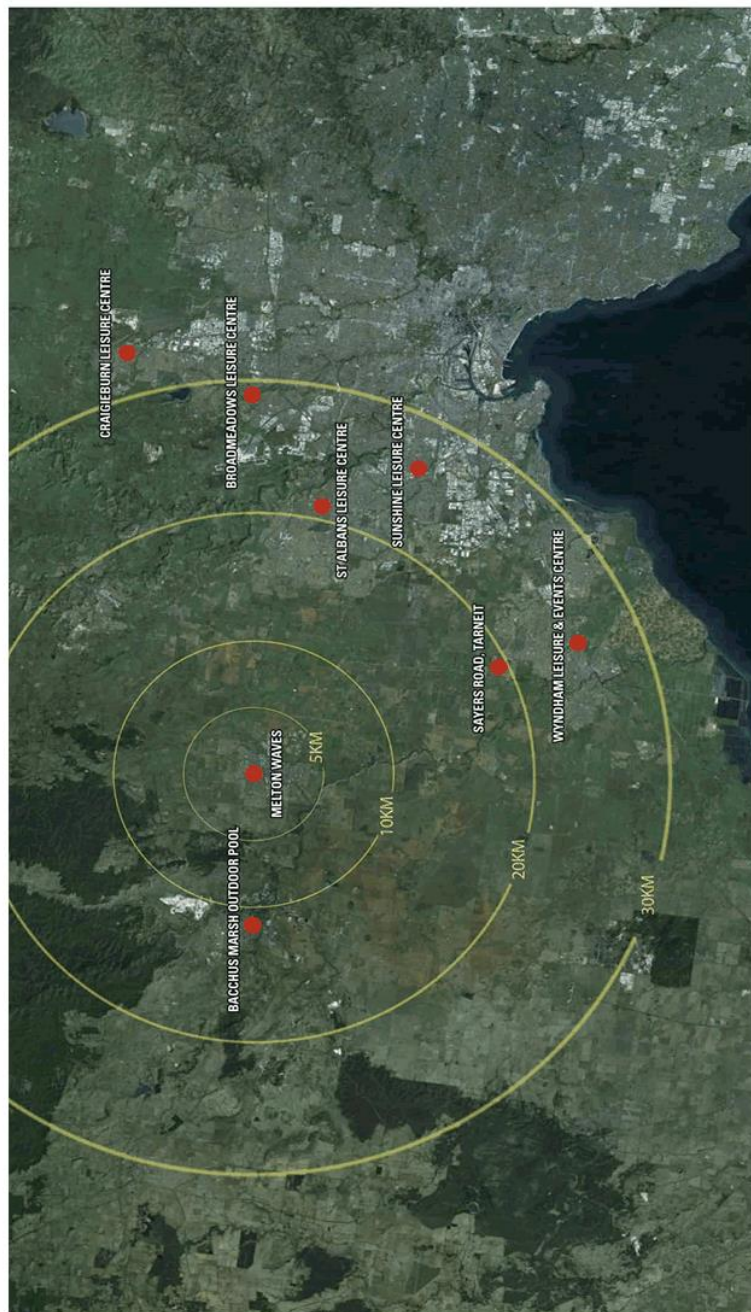 CRAIGIEBURN LEISURE CENTRE
BROADMEADOWS LEISURE CENTRE
ST ALBANS LEISURE CENTRE
SUNSHINE LEISURE CENTRE
SAYERS ROAD, TARNEIT
WYNDHAM LEISURE & EVENTS CENTRE
MELTON WAVES
5KM
10KM
20KM
30KM
BACCHUS MARSH OUTDOOR POOL